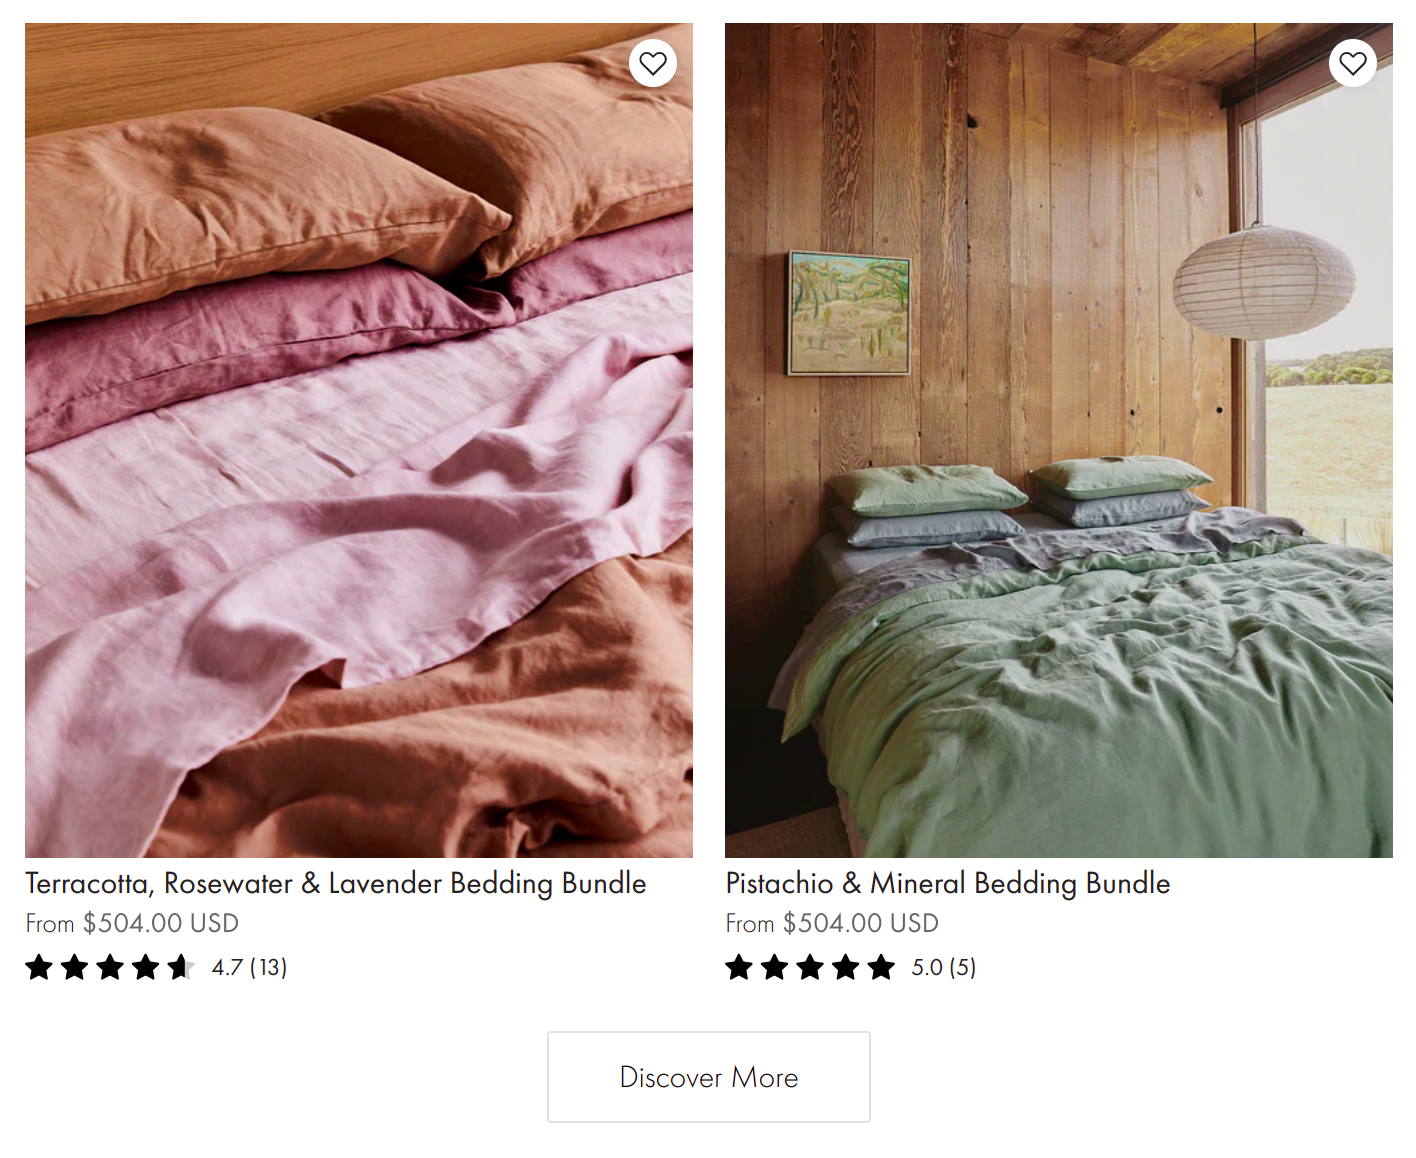 Terracotta, Rosewater & Lavender Bedding Bundle
From $504.00 USD
4.7 (13)
Pistachio & Mineral Bedding Bundle
From $504.00 USD
5.0 (5)
Discover More